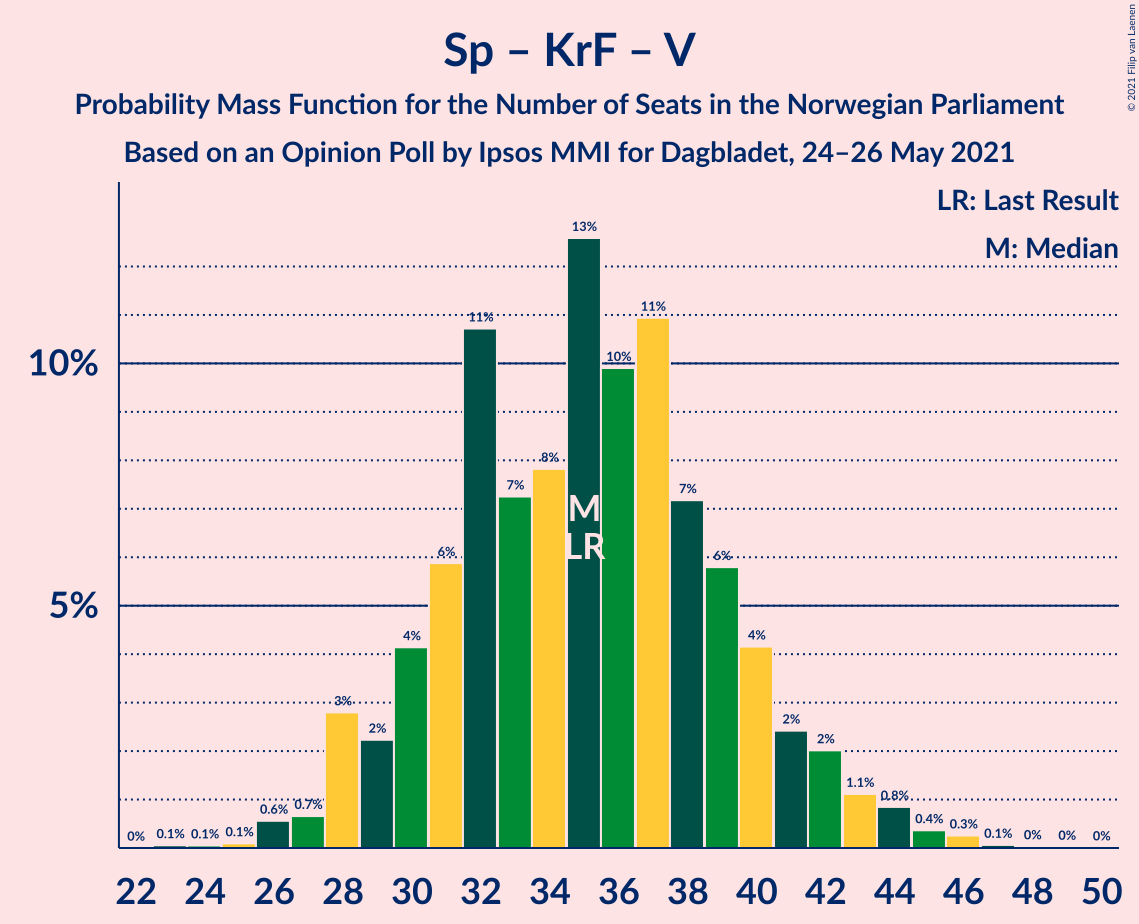 © 2021 Filip van Laenen
Sp – KrF – V
Probability Mass Function for the Number of Seats in the Norwegian Parliament
Based on an Opinion Poll by Ipsos MMI for Dagbladet, 24–26 May 2021
LR: Last Result
M: Median
10%
5%
0% 0.1% 0.1% 0.1% 0.6% 0.7% 3% 2% 4% 6% 11% 7% 8% 13% 10% 11% 7% 6% 4% 2% 2% 1.1% 0.8% 0.4% 0.3% 0.1% 0% 0% 0%
M
LR
22 24 26 28 30 32 34 36 38 40 42 44 46 48 50